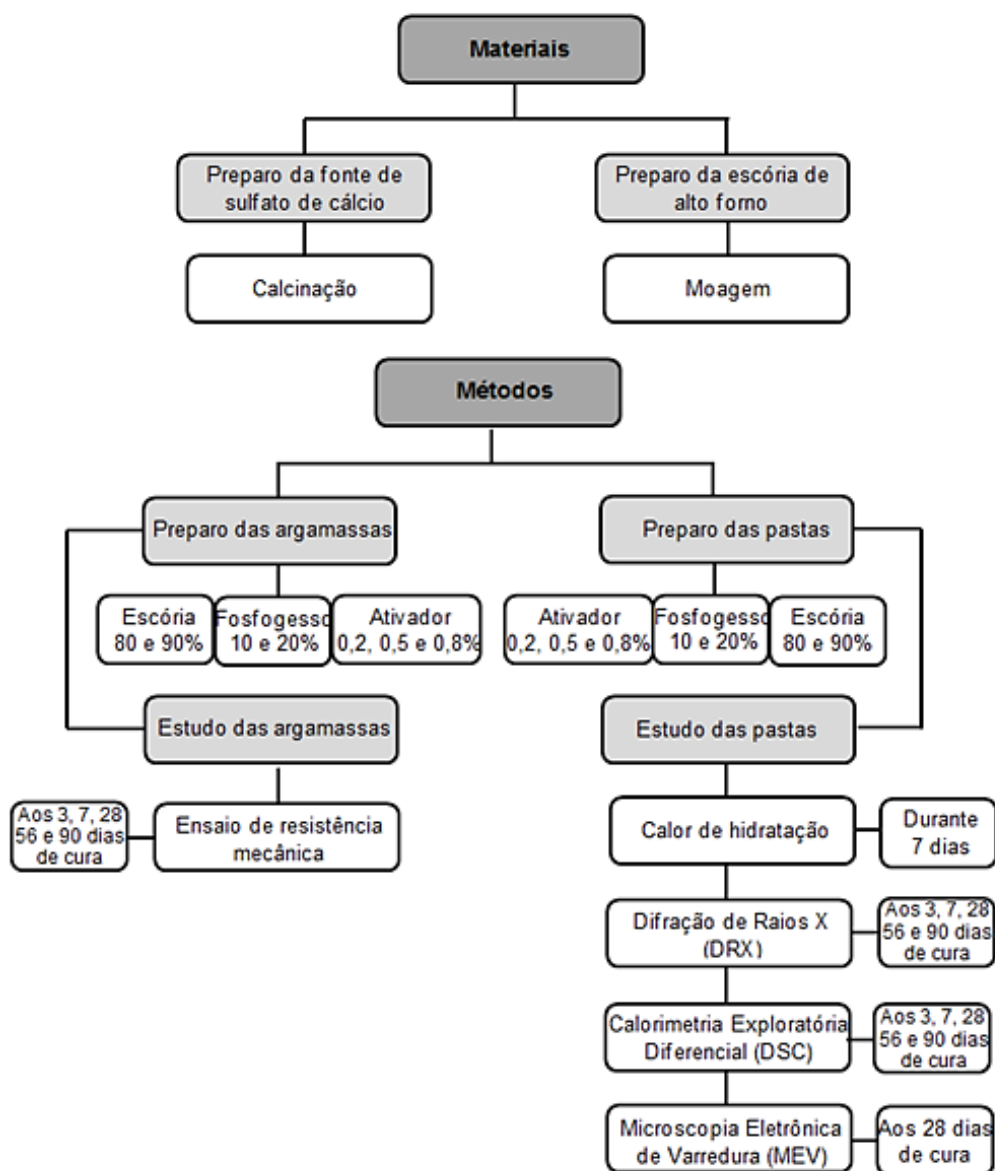 Materiais
Preparo da fonte de
sulfato de cálcio
Preparo da escória de
alto forno
Calcinação
Moagem
Métodos
Preparo das argamassas
Preparo das pastas
Escória
80 e 90%
Fosfogesso
10 e 20%
Ativador
0,2, 0,5 e 0,8%
Ativador
0,2, 0,5 e 0,8%
Fosfogesso
10 e 20%
Escória
80 e 90%
Estudo das argamassas
Estudo das pastas
Aos 3, 7, 28
56 e 90 dias
de cura
Ensaio de resistência
mecânica
Calor de hidratação
Durante
7 dias
Difração de Raios X
(DRX)
Aos 3, 7, 28
56 e 90 dias
de cura
Calorimetria Exploratória
Diferencial (DSC)
Aos 3, 7, 28
56 e 90 dias
de cura
Microscopia Eletrônica
de Varredura (MEV)
Aos 28 dias
de cura